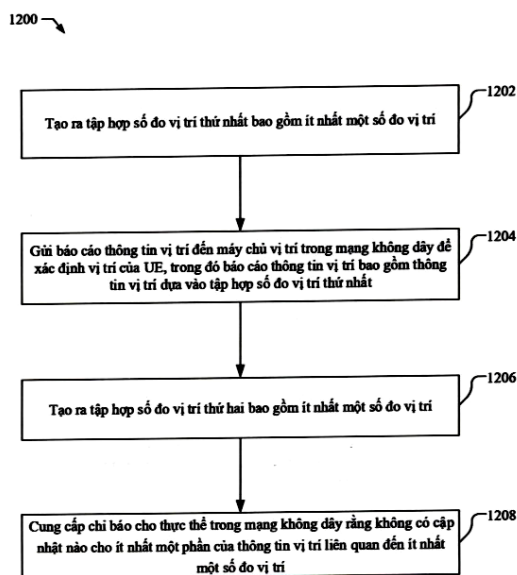 1200
1202
Tạo ra tập hợp số đo vị trí thứ nhất bao gồm ít nhất một số đo vị trí
1204
Gửi báo cáo thông tin vị trí đến máy chủ vị trí trong mạng không dây để
xác định vị trí của UE, trong đó báo cáo thông tin vị trí bao gồm thông
tin vị trí dựa vào tập hợp số đo vị trí thứ nhất
1206
Tạo ra tập hợp số đo vị trí thứ hai bao gồm ít nhất một số đo vị trí
1208
Cung cấp chỉ báo cho thực thể trong mạng không dây rằng không có cập
nhật nào cho ít nhất một phần của thông tin vị trí liên quan đến ít nhất
một số đo vị trí